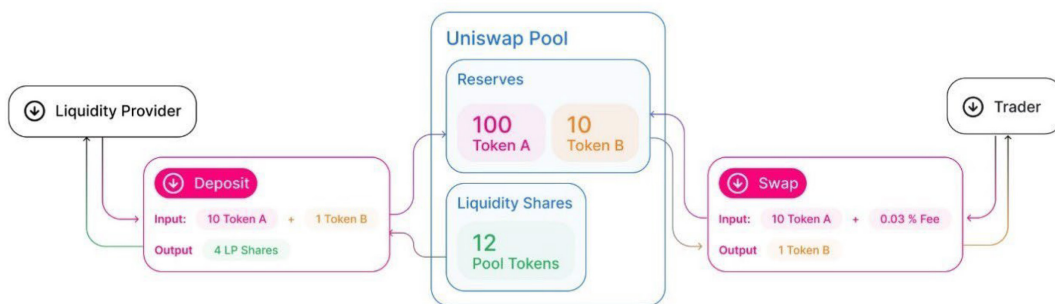 Uniswap Pool
Reserves
100
Token A
10
Token B
Liquidity Shares
12
Pool Tokens
Liquidity Provider
Deposit
Input: 10 Token A + 1 Token B
Output 4 LP Shares
Trader
Swap
Input: 10 Token A + 0.03 % Fee
Output 1 Token B